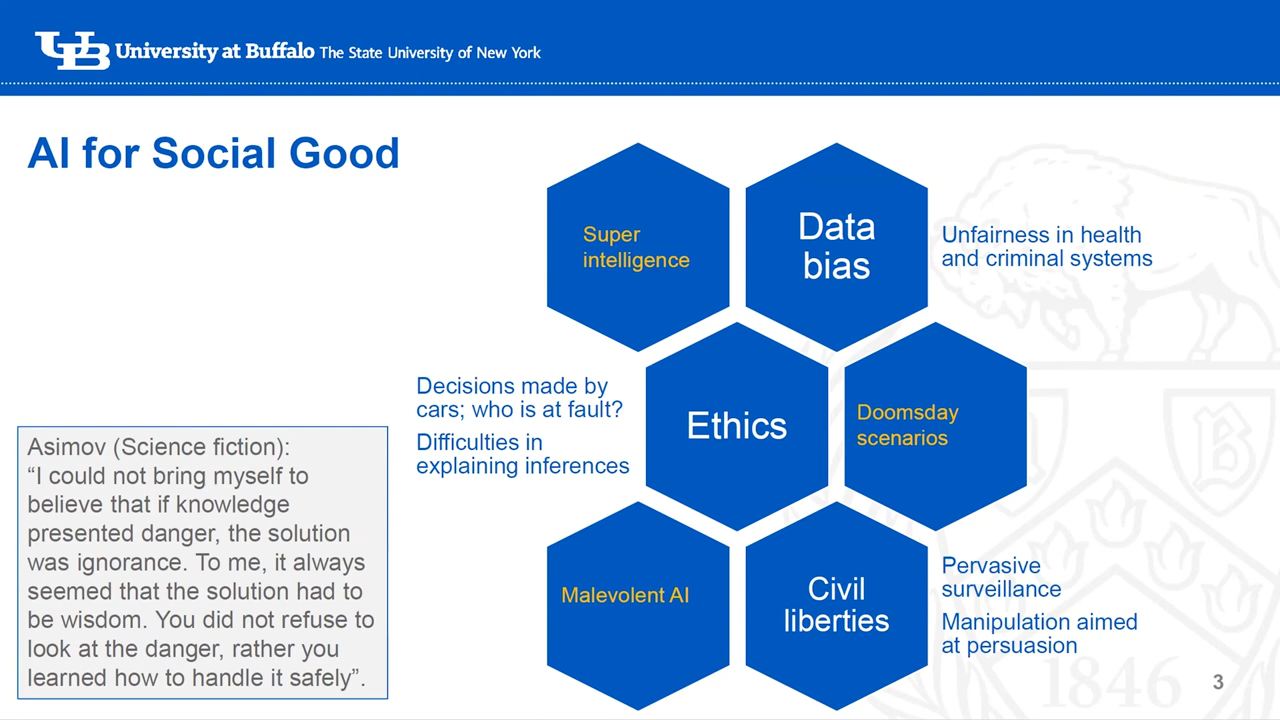 UB University at Buffalo The State University of New York
AI for Social Good
Super
intelligence
Data
bias
Unfairness in health
and criminal systems
Decisions made by
cars; who is at fault?
Difficulties in
explaining inferences
Ethics
Doomsday
scenarios
Asimov (Science fiction):
“I could not bring myself to
believe that if knowledge
presented danger, the solution
was ignorance. To me, it always
seemed that the solution had to
be wisdom. You did not refuse to
look at the danger, rather you
learned how to handle it safely”.
Malevolent AI
Civil
liberties
Pervasive
surveillance
Manipulation aimed
at persuasion
1846
3